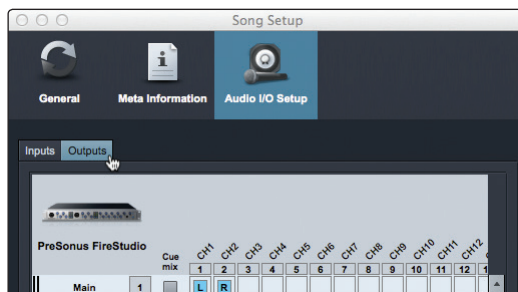 Song Setup
General Meta Information Audio I/O Setup
Inputs Outputs
PreSonus FireStudio
Cue mix CH1 CH2 CH3 CH4 CH5 CH6 CH7 CH8 CH9 CH10 CH11 CH12
1 2 3 4 5 6 7 8 9 10 11 12 1
Main 1 L R